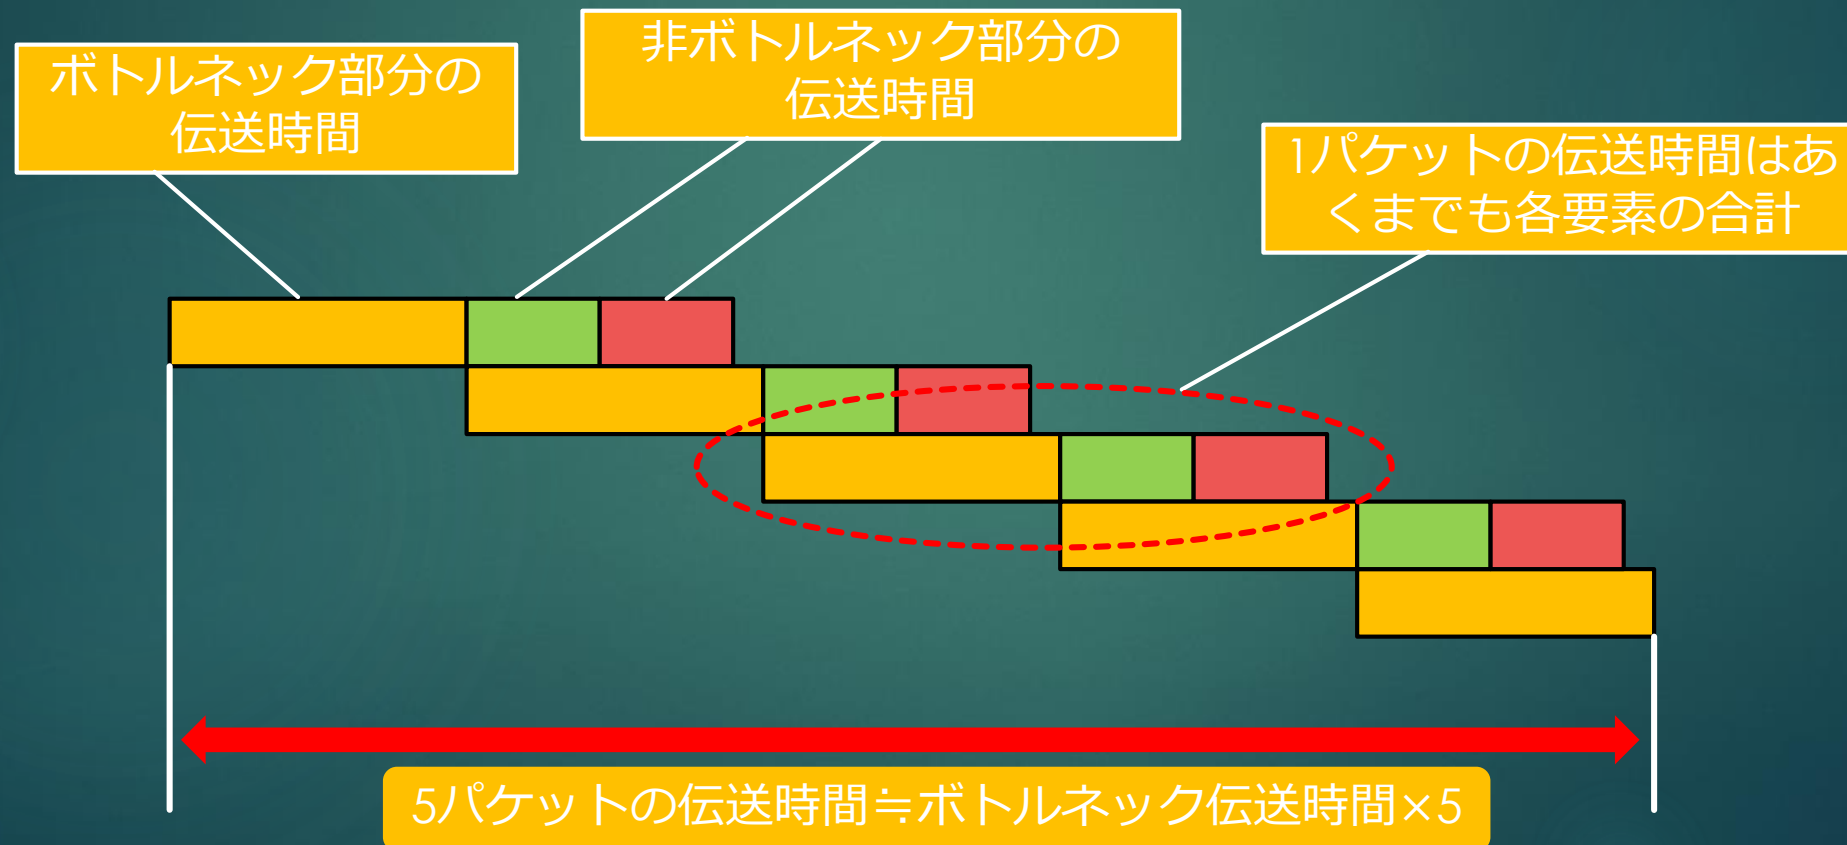 ボトルネック部分の
伝送時間
非ボトルネック部分の
伝送時間
1パケットの伝送時間はあ
くまでも各要素の合計
5パケットの伝送時間≒ボトルネック伝送時間×5